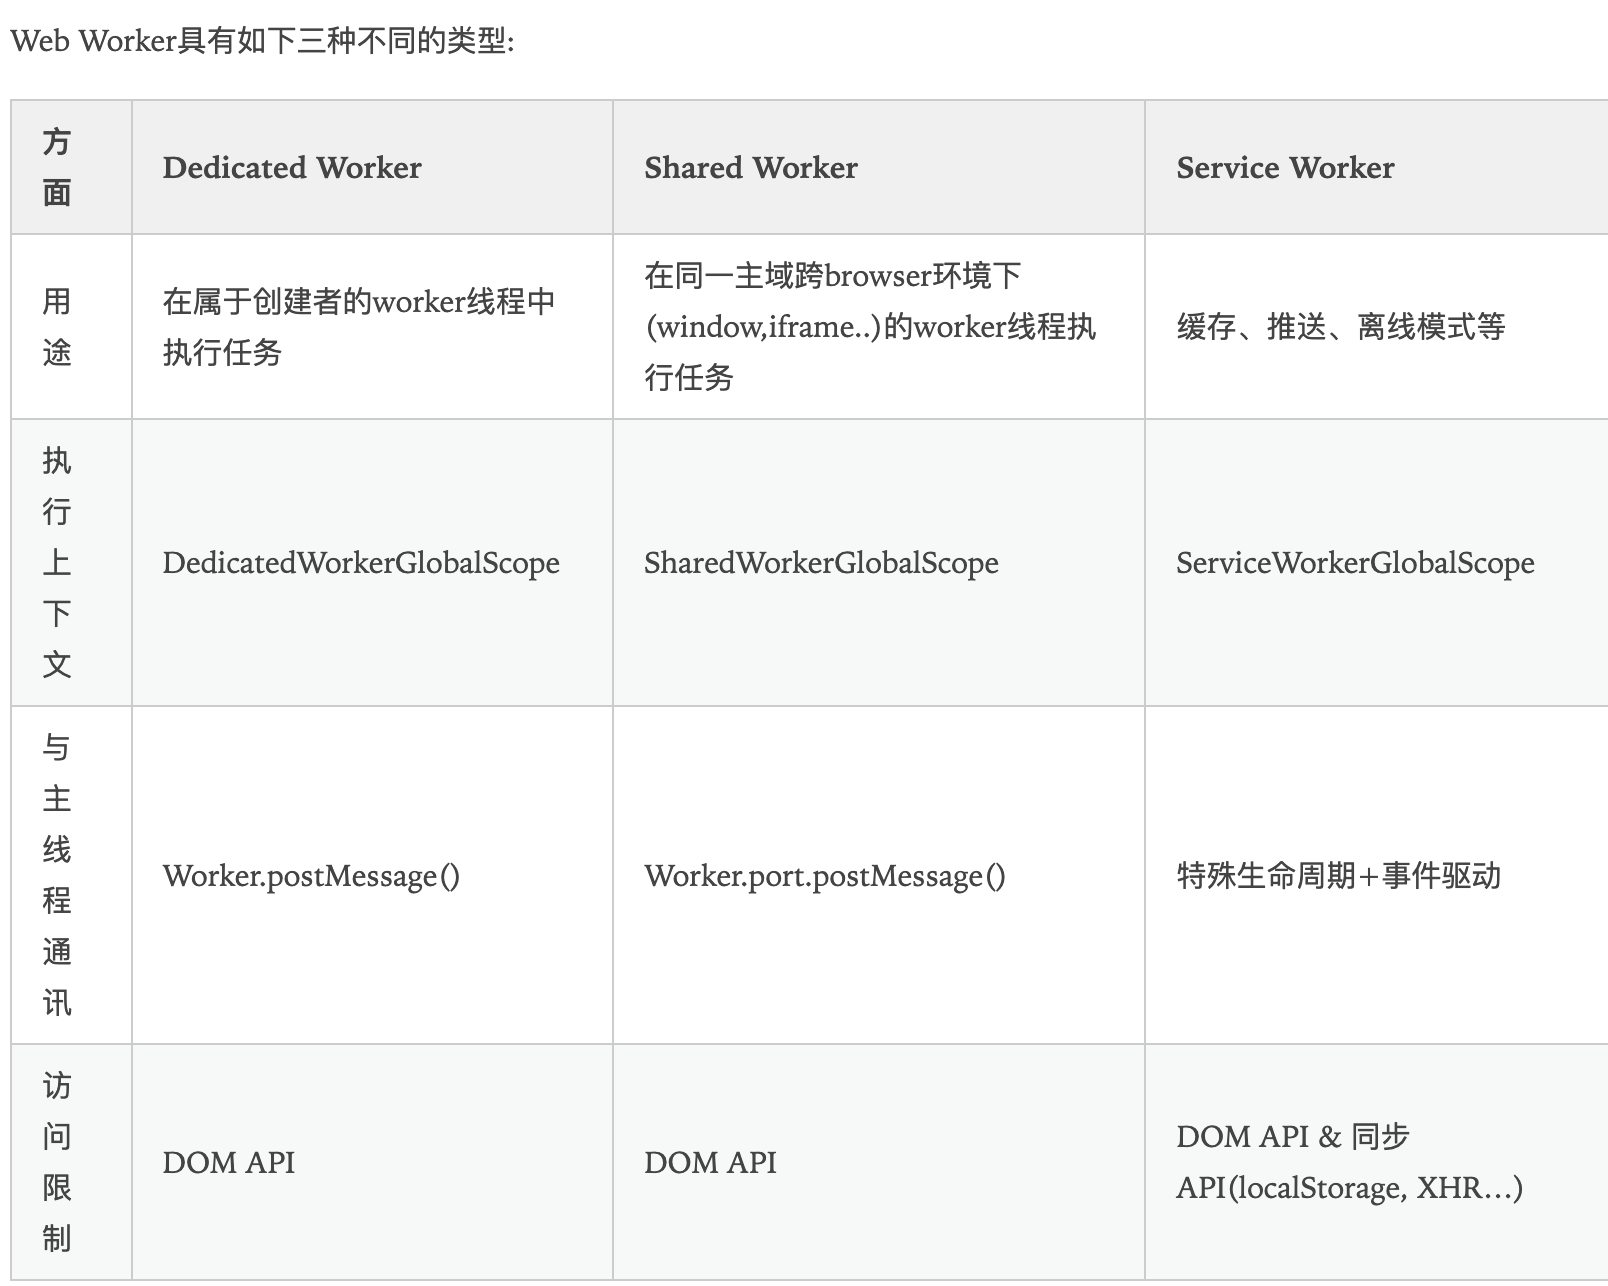 Web Worker具有如下三种不同的类型:
方
面
Dedicated Worker
Shared Worker
Service Worker
用
途
在属于创建者的worker线程中
执行任务
在同一主域跨browser环境下
(window,iframe..)的worker线程执
行任务
缓存、推送、离线模式等
执
行
上
下
文
DedicatedWorkerGlobalScope
SharedWorkerGlobalScope
ServiceWorkerGlobalScope
与
主
线
程
通
讯
Worker.postMessage()
Worker.port.postMessage()
特殊生命周期+事件驱动
访
问
限
制
DOM API
DOM API
DOM API & 同步
API(localStorage, XHR…)